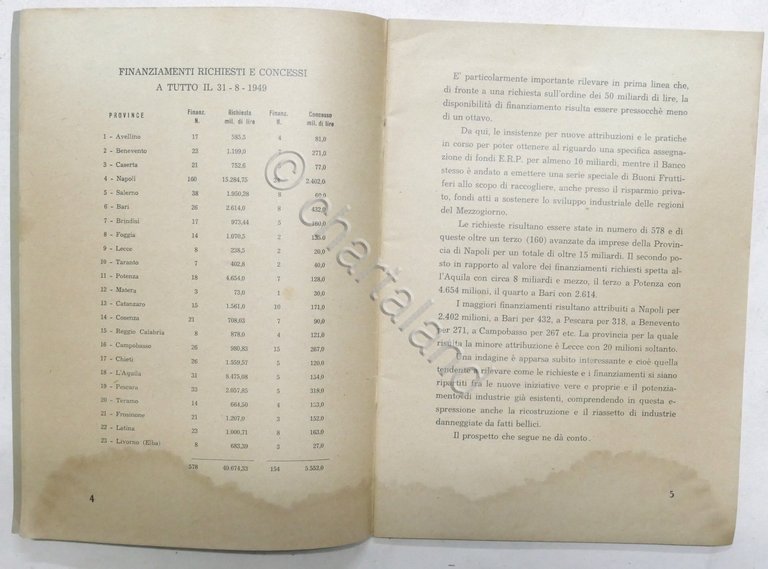 FINANZIAMENTI RICHIESTI E CONCESSI
A TUTTO IL 31 - 8 - 1949
PROVINCE Finanz. N. Richiesta mil. di lire Finanz. N. Concesso mil. di lire
1 - Avellino 17 585,5 4 81,0
2 - Benevento 23 1.199,0 271,0
3 - Caserta 21 752,6 77,0
4 - Napoli 160 15.284,75 2.402,0
5 - Salerno 38 1.950,28 8
6 - Bari 26 2.614,0 8 432,0
7 - Brindisi 17 973,44 5 160,0
8 - Foggia 14 1.070,5 2
9 - Lecce 8 238,5 2 20,0
10 - Taranto 7 402,8 2 40,0
11 - Potenza 18 4.654,0 7 128,0
12 - Matera 3 73,0 1 30,0
13 - Catanzaro 15 1.561,0 10 171,0
14 - Cosenza 21 708,03 7 90,0
15 - Reggio Calabria 8 878,0 4 121,0
16 - Campobasso 26 980,83 15 267,0
17 - Chieti 26 1.559,57 5 120,0
18 - L'Aquila 31 8.475,68 5 154,0
19 - Pescara 33 2.657,85 5 318,0
20 - Teramo 14 664,50 4
21 - Frosinone 21 1.207,0 3 152,0
22 - Latina 23 1.000,71 8 163,0
23 - Livorno (Elba) 8 683,39 3 27,0
578 49.674,33 154 5.552,0
4
E' particolarmente importante rilevare in prima linea che,
di fronte a una richiesta sull'ordine dei 50 miliardi di lire, la
disponibilità di finanziamento risulta essere pressocchè meno
di un ottavo.
Da qui, le insistenze per nuove attribuzioni e le pratiche
in corso per poter ottenere al riguardo una specifica assegna-
zione di fondi E.R.P. per almeno 10 miliardi, mentre il Banco
stesso è andato a emettere una serie speciale di Buoni Frutti-
feri allo scopo di raccogliere, anche presso il risparmio priva-
to, fondi atti a sostenere lo sviluppo industriale delle regioni
del Mezzogiorno.
Le richieste risultano essere state in numero di 578 e di
queste oltre un terzo (160) avanzate da imprese della Provin-
cia di Napoli per un totale di oltre 15 miliardi. Il secondo po-
sto in rapporto al valore dei finanziamenti richiesti spetta al-
l'Aquila con circa 8 miliardi e mezzo, il terzo a Potenza con
4.654 milioni, il quarto a Bari con 2.614.
I maggiori finanziamenti risultano attribuiti a Napoli per
2.402 milioni, a Bari per 432, a Pescara per 318, a Benevento
per 271, a Campobasso per 267 etc. La provincia per la quale
risulta la minore attribuzione è Lecce con 20 milioni soltanto.
Una indagine è apparsa subito interessante e cioè quella
tendente a rilevare come le richieste e i finanziamenti si siano
ripartiti fra le nuove iniziative vere e proprie e il potenzia-
mento di industrie già esistenti, comprendendo in questa e-
spressione anche la ricostruzione e il riassetto di industrie
danneggiate da fatti bellici.
Il prospetto che segue ne dà conto.
5
© chartaland